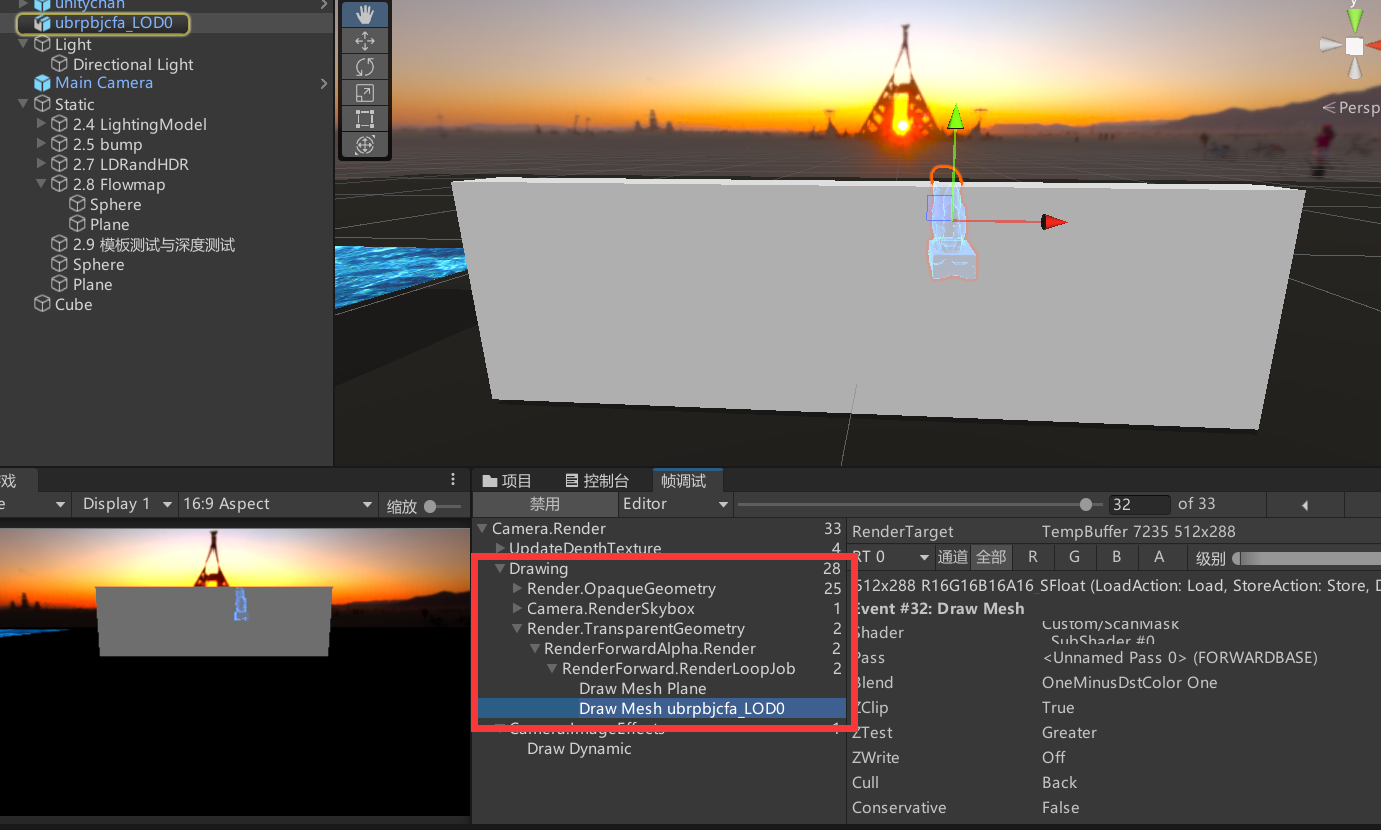 unitychan
ubrpbjcfa_LOD0
Light
Directional Light
Main Camera
Static
2.4 LightingModel
2.5 bump
2.7 LDRandHDR
2.8 Flowmap
Sphere
Plane
2.9 模板测试与深度测试
Sphere
Plane
Cube
y
Persp
戏
e Display 1 16:9 Aspect 缩放
项目 控制台 帧调试
禁用 Editor 32 of 33
Camera.Render 33
UpdateDepthTexture 4
Drawing 28
Render.OpaqueGeometry 25
Camera.RenderSkybox 1
Render.TransparentGeometry 2
RenderForwardAlpha.Render 2
RenderForward.RenderLoopJob 2
Draw Mesh Plane
Draw Mesh ubrpbjcfa_LOD0
Camera.ImageEffects 1
Draw Dynamic
RenderTarget TempBuffer 7235 512x288
RT 0 通道 全部 R G B A 级别
512x288 R16G16B16A16_SFloat (LoadAction: Load, StoreAction: Store, D
Event #32: Draw Mesh
Shader Custom/ScanMask
SubShader #0
Pass <Unnamed Pass 0> (FORWARDBASE)
Blend OneMinusDstColor One
ZClip True
ZTest Greater
ZWrite Off
Cull Back
Conservative False